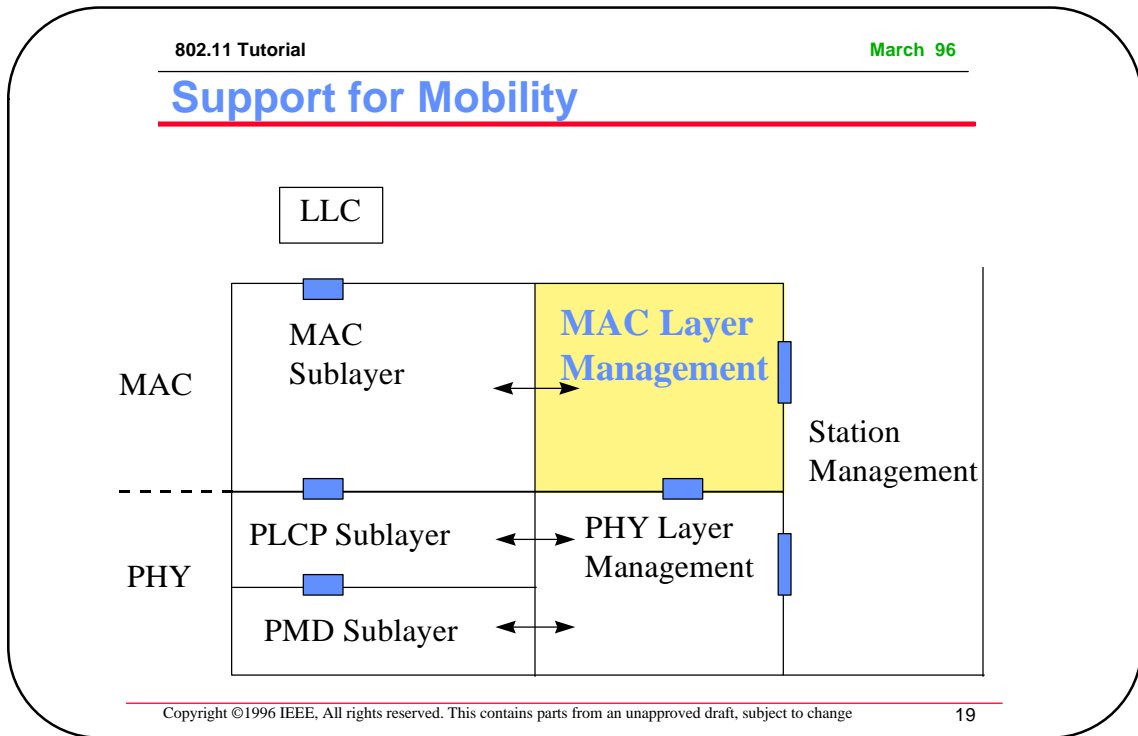 802.11 Tutorial
March 96
Support for Mobility
LLC
MAC
MAC
Sublayer
MAC Layer
Management
Station
Management
PHY
PLCP Sublayer
PHY Layer
Management
PMD Sublayer
Copyright ©1996 IEEE, All rights reserved. This contains parts from an unapproved draft, subject to change
19